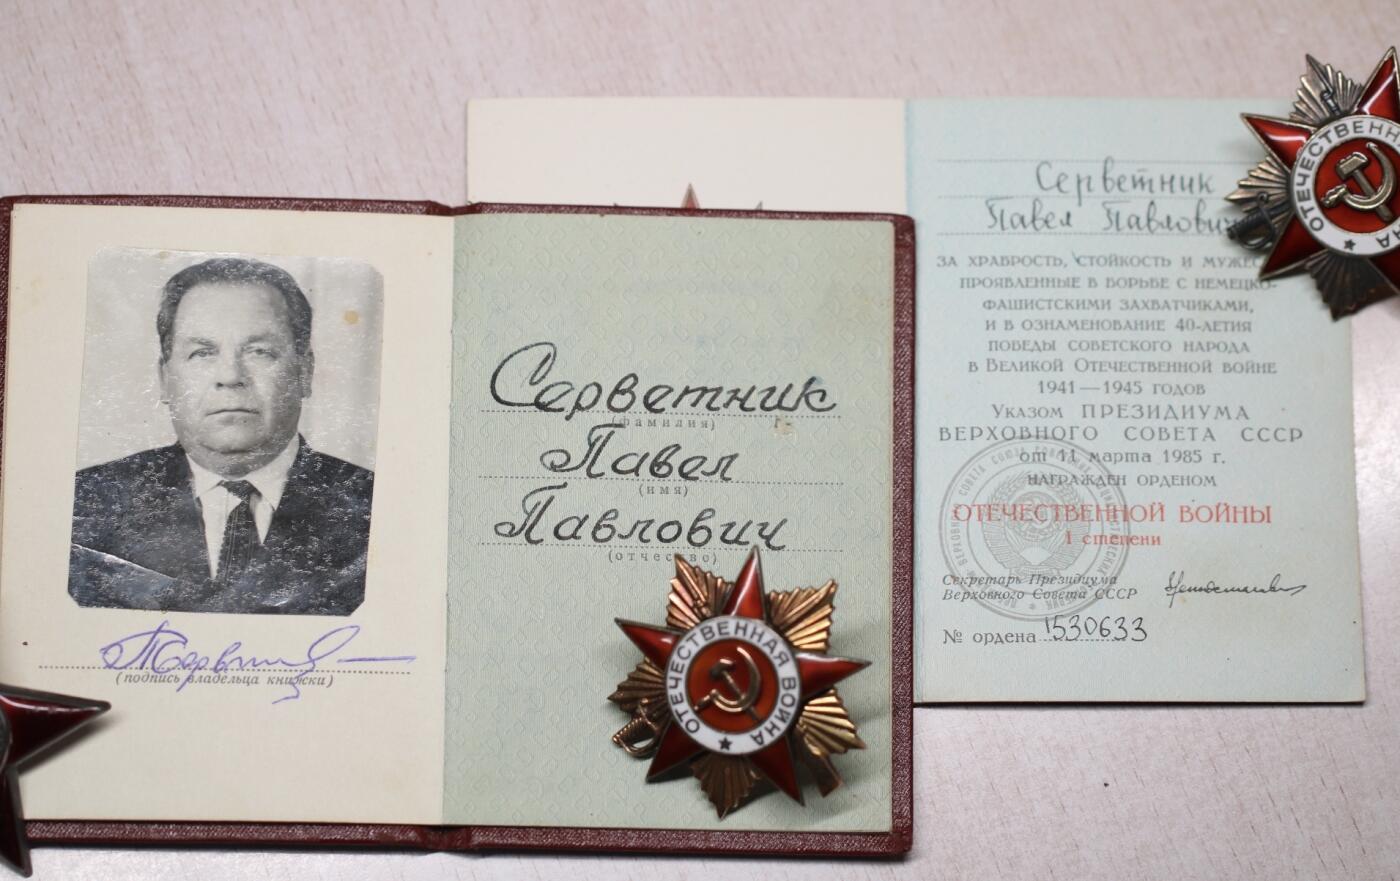 Серветник
(фамилия)
Павел
(имя)
Павлович
(отчество)
(подпись владельца книжки)
ОТЕЧЕСТВЕННАЯ ВОЙНА
Серветник
Павел Павлович
ЗА ХРАБРОСТЬ, СТОЙКОСТЬ И
ПРОЯВЛЕННЫЕ В БОРЬБЕ С НЕМЕЦКО-
ФАШИСТСКИМИ ЗАХВАТЧИКАМИ,
И В ОЗНАМЕНОВАНИЕ 40-ЛЕТИЯ
ПОБЕДЫ СОВЕТСКОГО НАРОДА
В ВЕЛИКОЙ ОТЕЧЕСТВЕННОЙ ВОЙНЕ
1941—1945 ГОДОВ
УКАЗОМ ПРЕЗИДИУМА
ВЕРХОВНОГО СОВЕТА СССР
от 11 марта 1985 г.
НАГРАЖДЕН ОРДЕНОМ
ОТЕЧЕСТВЕННОЙ ВОЙНЫ
I степени
Секретарь Президиума
Верховного Совета СССР
№ ордена 1530633